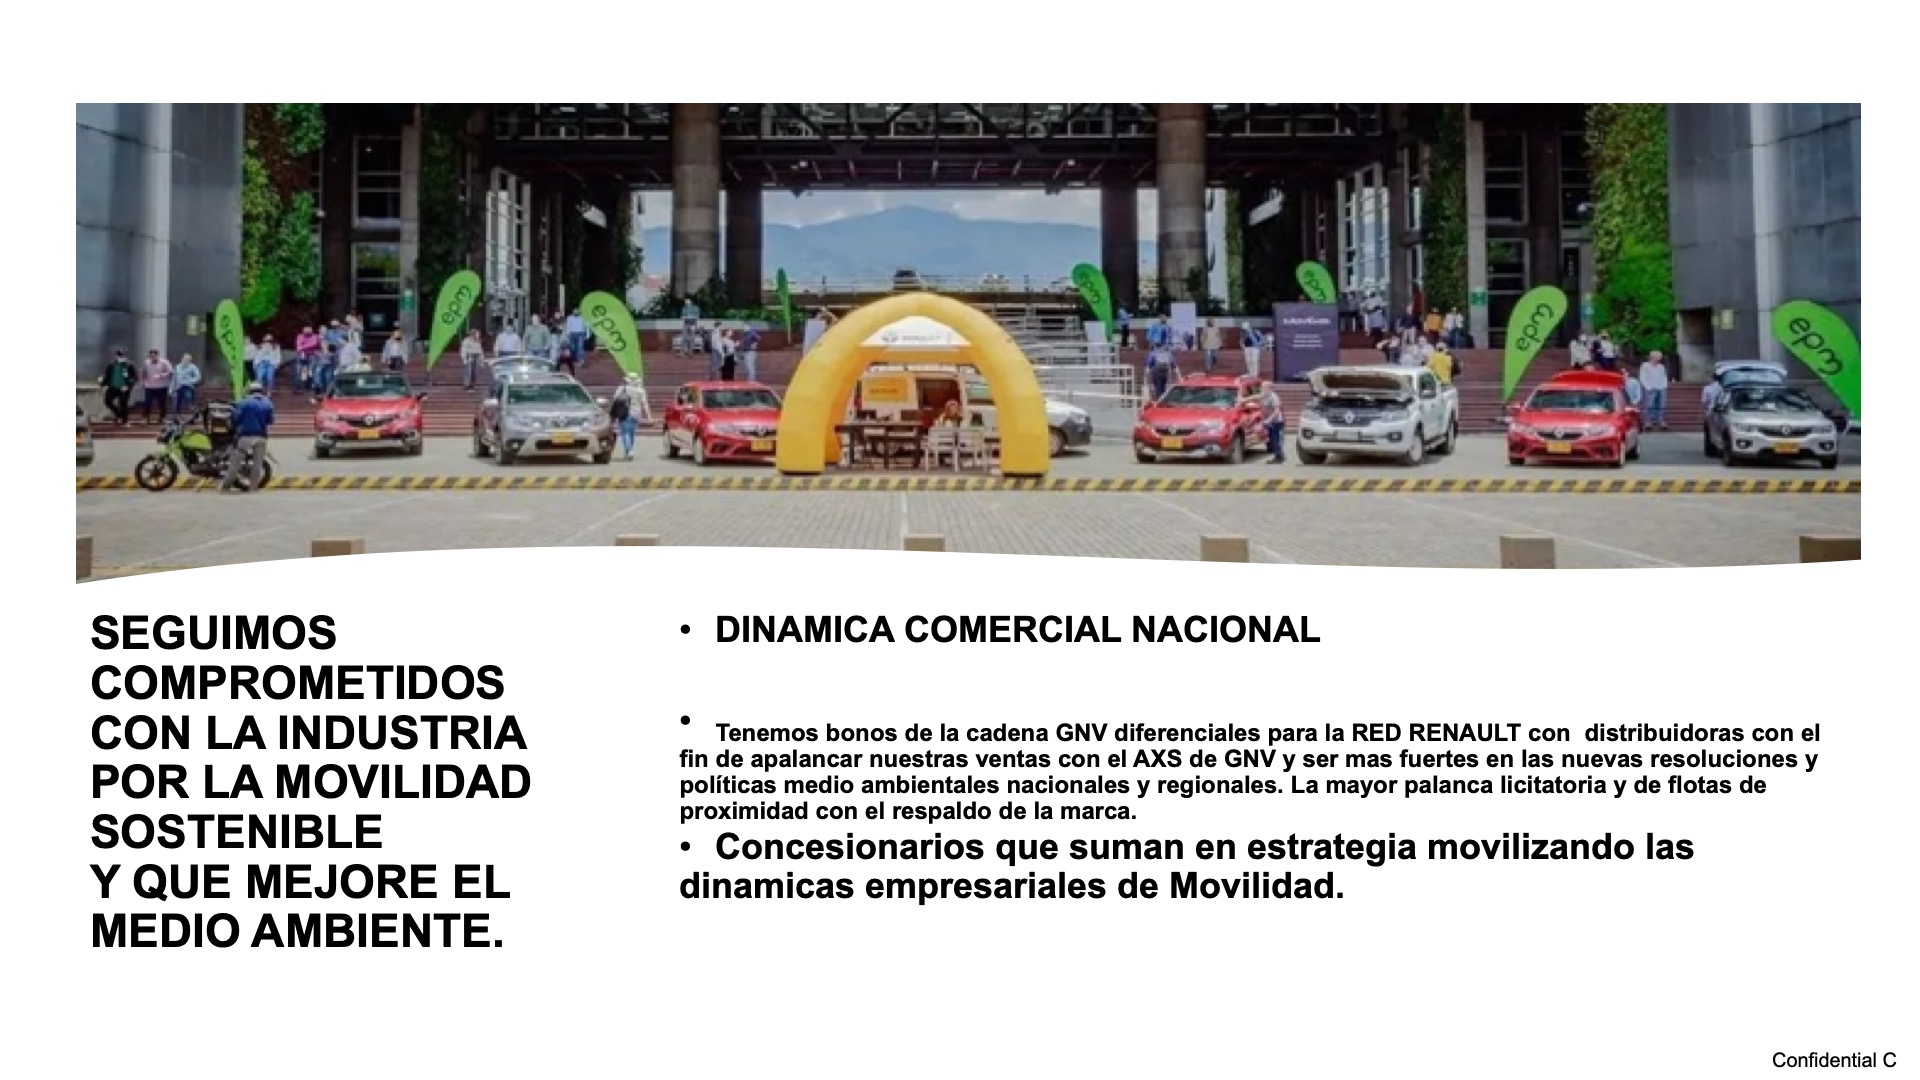 epm
epm
epm
epm
epm
epm
epm
SEGUIMOS
COMPROMETIDOS
CON LA INDUSTRIA
POR LA MOVILIDAD
SOSTENIBLE
Y QUE MEJORE EL
MEDIO AMBIENTE.
• DINAMICA COMERCIAL NACIONAL
• Tenemos bonos de la cadena GNV diferenciales para la RED RENAULT con  distribuidoras con el
fin de apalancar nuestras ventas con el AXS de GNV y ser mas fuertes en las nuevas resoluciones y
políticas medio ambientales nacionales y regionales. La mayor palanca licitatoria y de flotas de
proximidad con el respaldo de la marca.
• Concesionarios que suman en estrategia movilizando las
dinamicas empresariales de Movilidad.
Confidential C